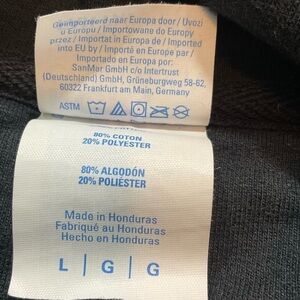 Geïmporteerd naar Europa door / Uvozi
u Europu / Importowane do Europy
przez / Importat în Europa de / Imported
into EU by / Importé en Europe par /
Importado en Europa por:
SanMar GmbH c/o Intertrust
(Deutschland) GmbH, Grüneburgweg 58-62,
60322 Frankfurt am Main, Germany
ASTM
80% COTON
20% POLYESTER
80% ALGODÓN
20% POLIÉSTER
Made in Honduras
Fabriqué au Honduras
Hecho en Honduras
L | G | G